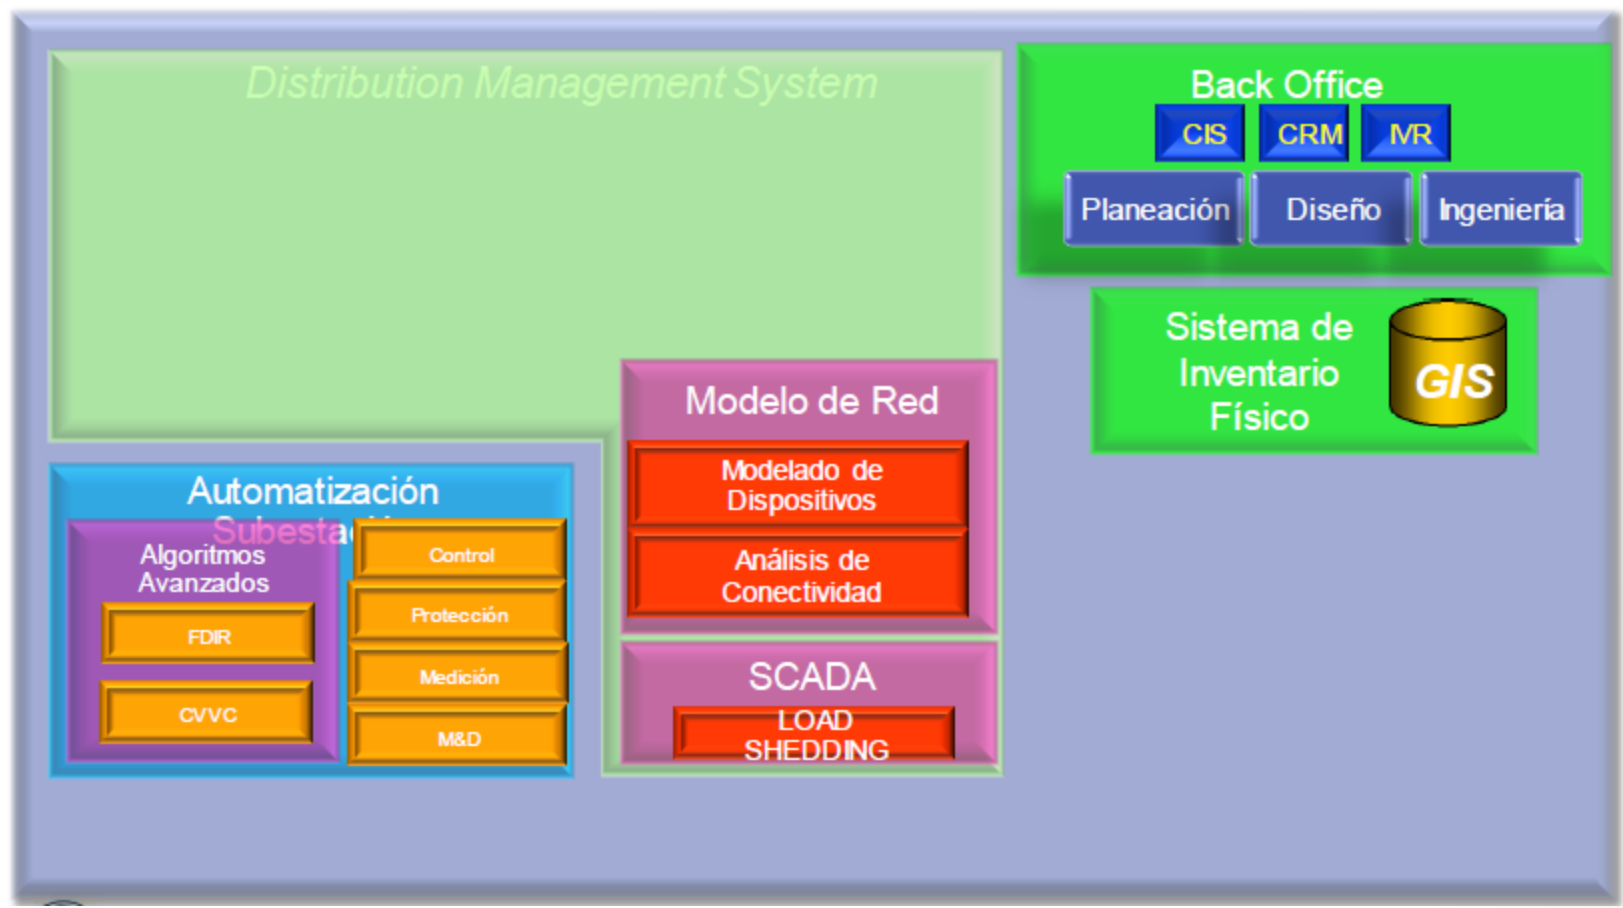 Distribution Management System
Back Office
CIS
CRM
IVR
Planeación
Diseño
Ingeniería
Sistema de
Inventario
Físico
GIS
Modelo de Red
Modelado de
Dispositivos
Análisis de
Conectividad
SCADA
LOAD
SHEDDING
Automatización
Algoritmos
Avanzados
FDIR
CVVC
Control
Protección
Medición
M&D